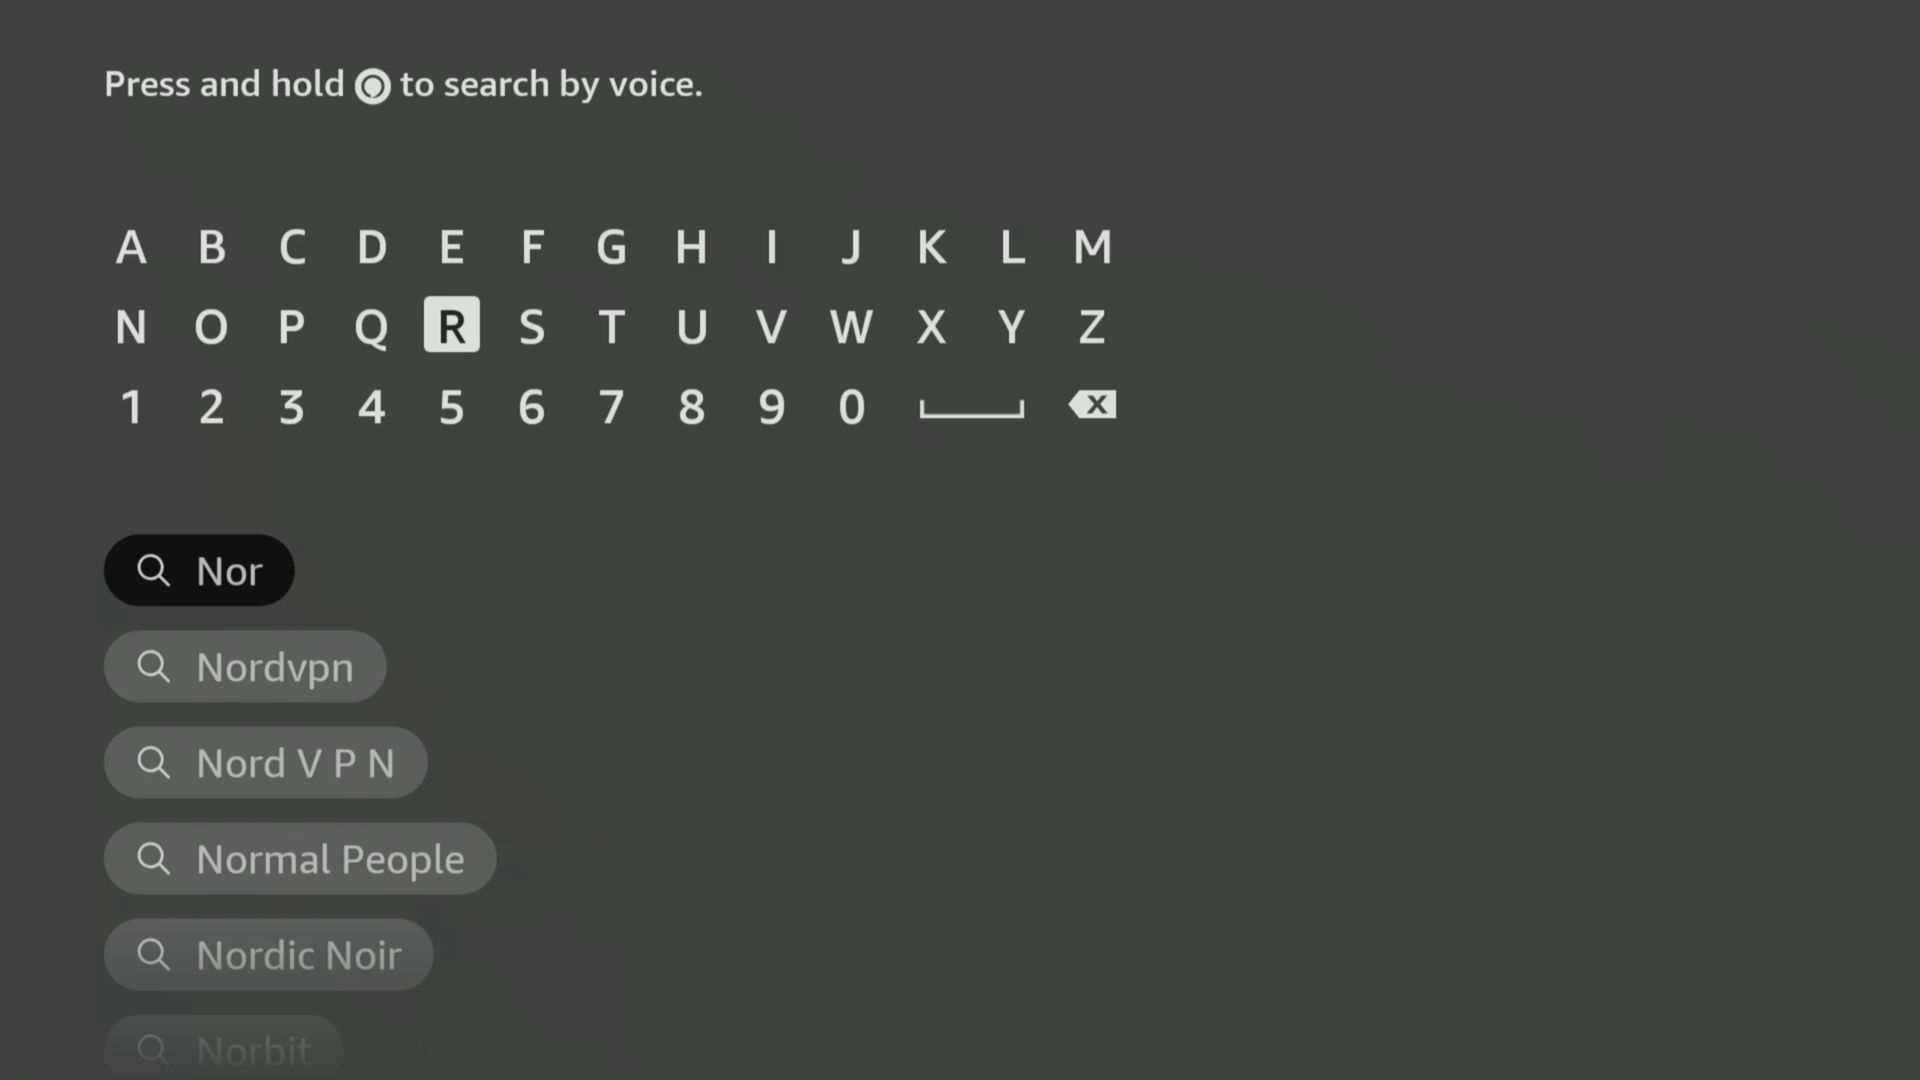 Press and hold to search by voice.
A B C D E F G H I J K L M
N O P Q R S T U V W X Y Z
1 2 3 4 5 6 7 8 9 0
Nor
Nordvpn
Nord V P N
Normal People
Nordic Noir
Norbit